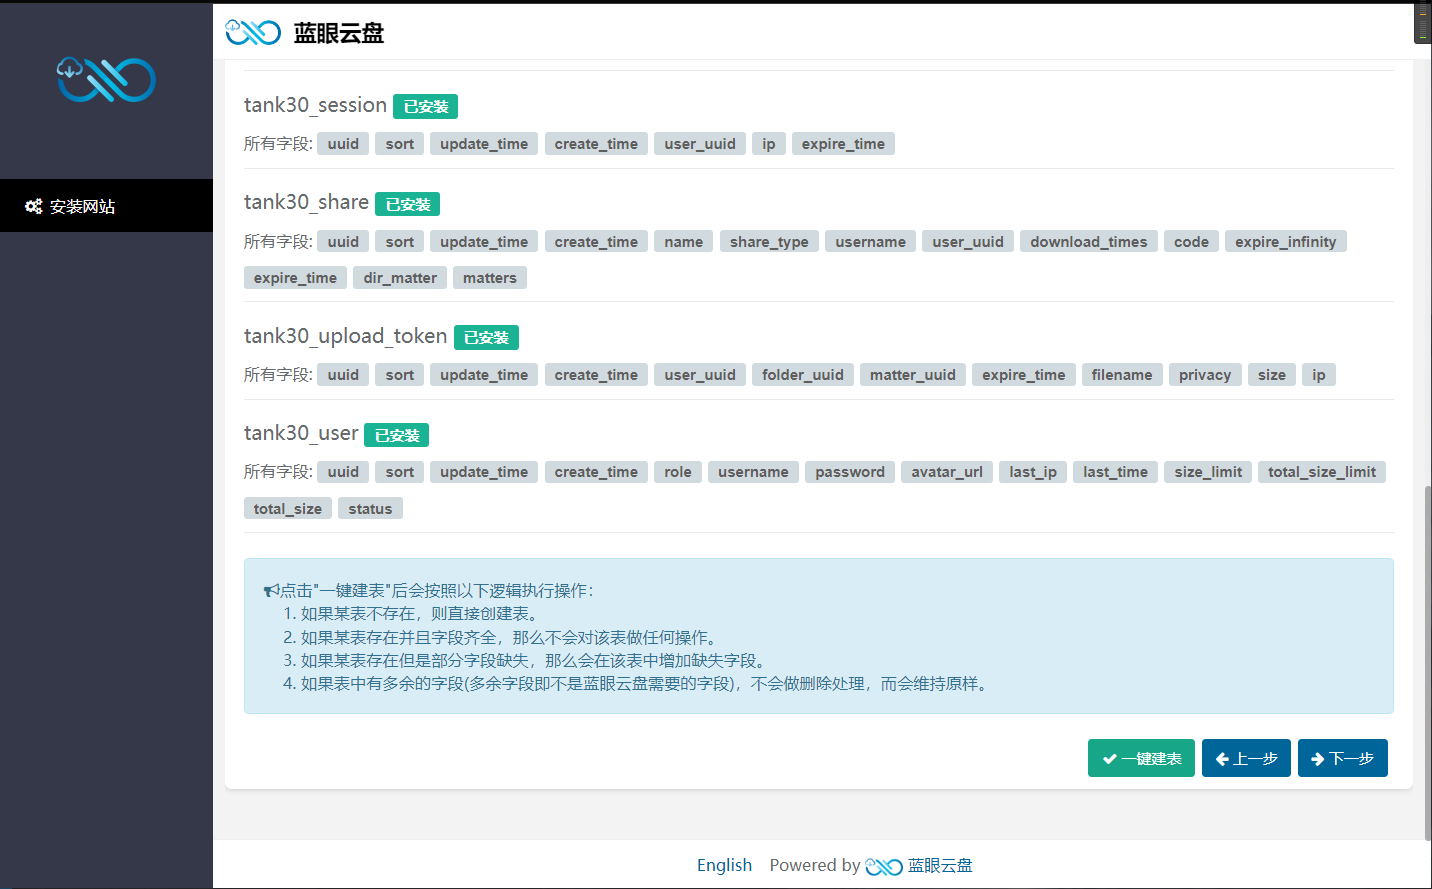 蓝眼云盘
安装网站
tank30_session 已安装
所有字段: uuid sort update_time create_time user_uuid ip expire_time
tank30_share 已安装
所有字段: uuid sort update_time create_time name share_type username user_uuid download_times code expire_infinity
expire_time dir_matter matters
tank30_upload_token 已安装
所有字段: uuid sort update_time create_time user_uuid folder_uuid matter_uuid expire_time filename privacy size ip
tank30_user 已安装
所有字段: uuid sort update_time create_time role username password avatar_url last_ip last_time size_limit total_size_limit
total_size status
点击"一键建表"后会按照以下逻辑执行操作：
1. 如果某表不存在，则直接创建表。
2. 如果某表存在并且字段齐全，那么不会对该表做任何操作。
3. 如果某表存在但是部分字段缺失，那么会在该表中增加缺失字段。
4. 如果表中有多余的字段(多余字段即不是蓝眼云盘需要的字段)，不会做删除处理，而会维持原样。
一键建表 上一步 下一步
English Powered by 蓝眼云盘